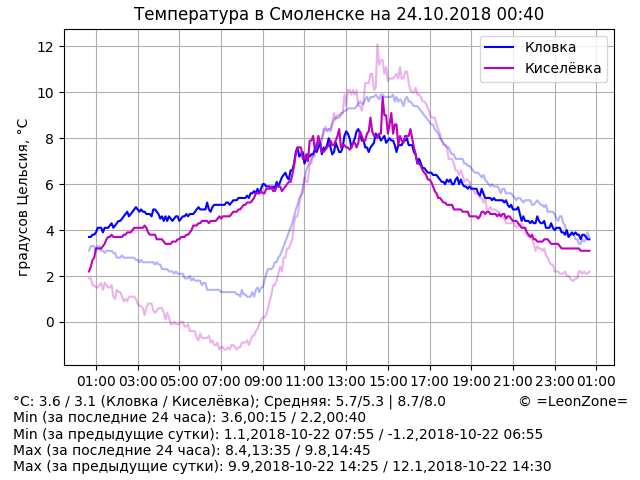 Температура в Смоленске на 24.10.2018 00:40
градусов Цельсия, °C
12
10
8
6
4
2
0
Кловка
Киселёвка
01:00 03:00 05:00 07:00 09:00 11:00 13:00 15:00 17:00 19:00 21:00 23:00 01:00
°C: 3.6 / 3.1 (Кловка / Киселёвка); Средняя: 5.7/5.3 | 8.7/8.0 © =LeonZone=
Min (за последние 24 часа): 3.6,00:15 / 2.2,00:40
Min (за предыдущие сутки): 1.1,2018-10-22 07:55 / -1.2,2018-10-22 06:55
Max (за последние 24 часа): 8.4,13:35 / 9.8,14:45
Max (за предыдущие сутки): 9.9,2018-10-22 14:25 / 12.1,2018-10-22 14:30